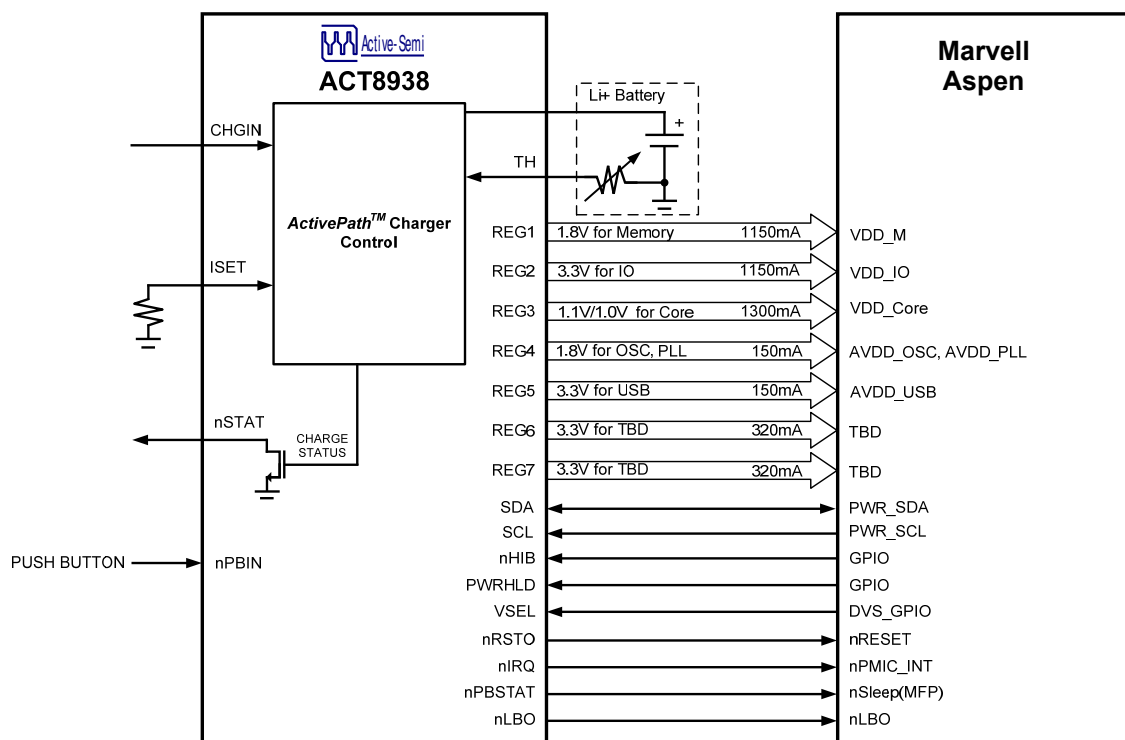 Active-Semi
ACT8938
Marvell
Aspen
Li+ Battery
+
CHGIN
TH
ActivePath™ Charger
Control
ISET
REG1 1.8V for Memory 1150mA VDD_M
REG2 3.3V for IO 1150mA VDD_IO
REG3 1.1V/1.0V for Core 1300mA VDD_Core
REG4 1.8V for OSC, PLL 150mA AVDD_OSC, AVDD_PLL
REG5 3.3V for USB 150mA AVDD_USB
REG6 3.3V for TBD 320mA TBD
REG7 3.3V for TBD 320mA TBD
nSTAT
CHARGE
STATUS
SDA PWR_SDA
SCL PWR_SCL
nHIB GPIO
PUSH BUTTON nPBIN
PWRHLD GPIO
VSEL DVS_GPIO
nRSTO nRESET
nIRQ nPMIC_INT
nPBSTAT nSleep(MFP)
nLBO nLBO